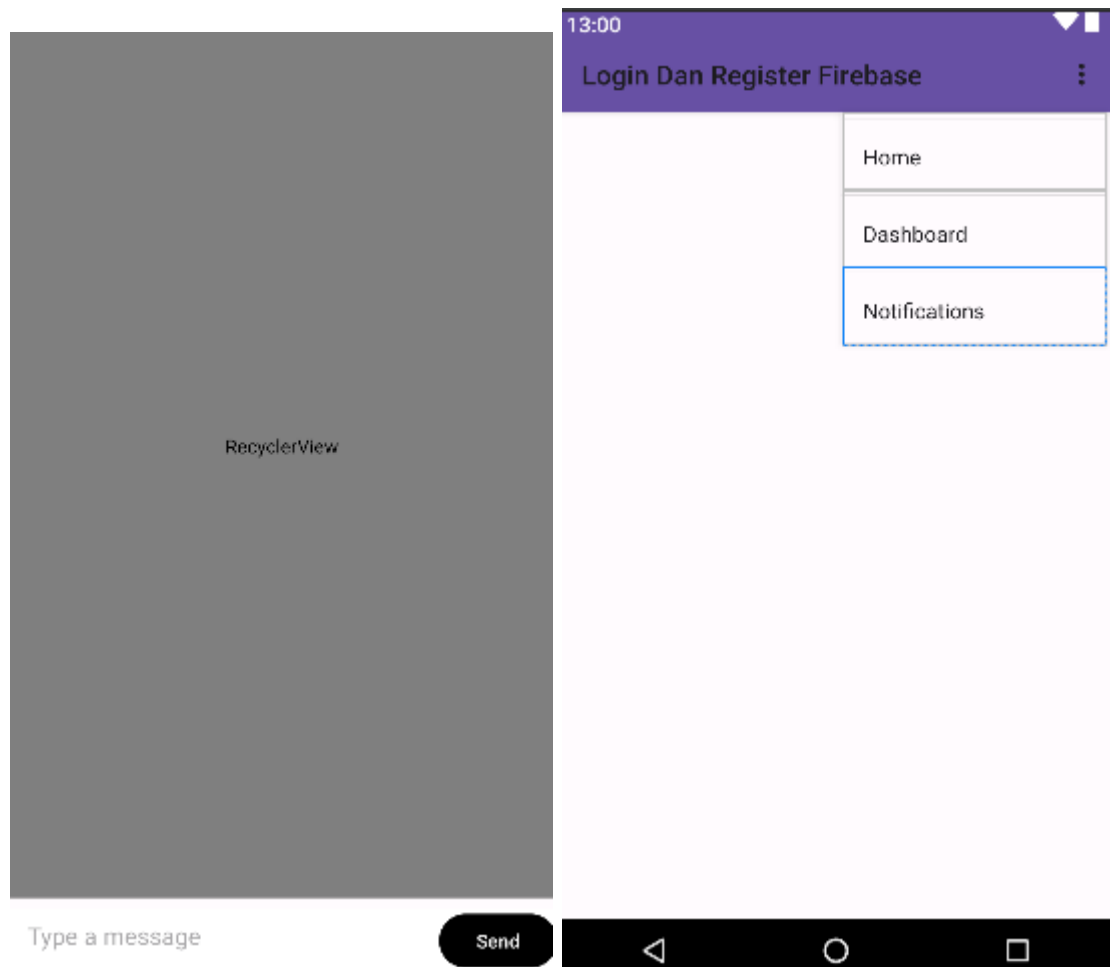 RecyclerView
Type a message
Send
13:00
Login Dan Register Firebase
Home
Dashboard
Notifications